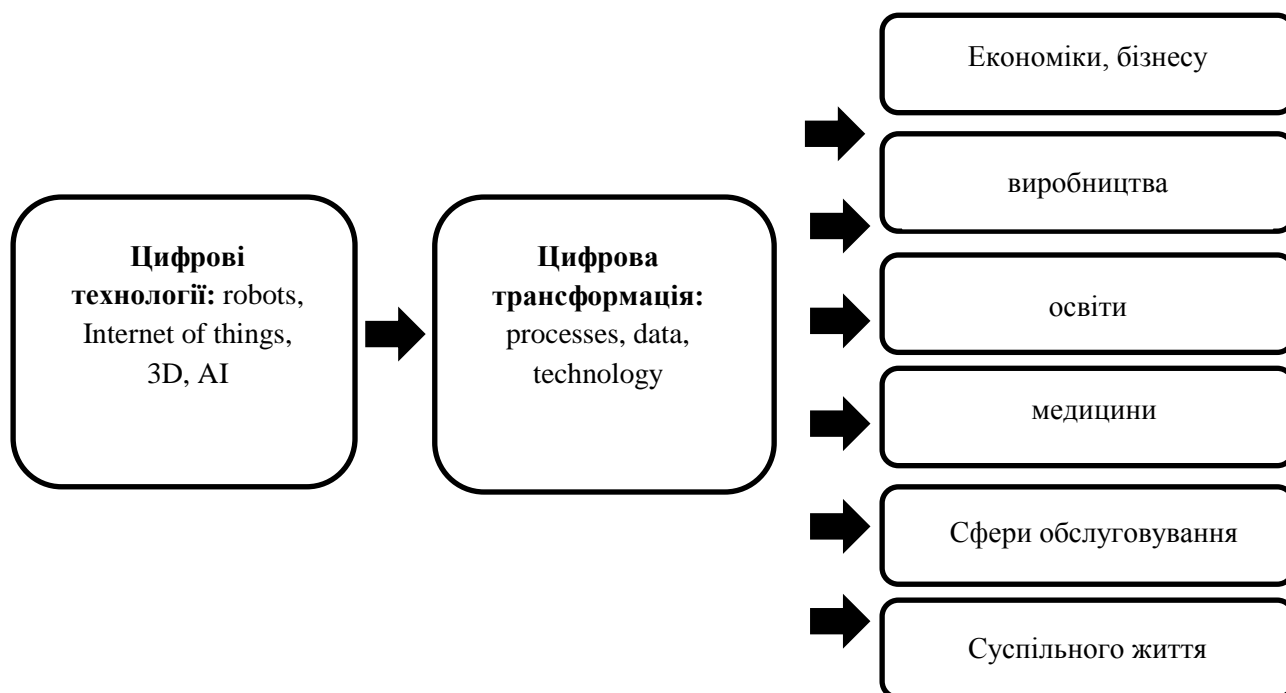 Цифрові
технології: robots,
Internet of things,
3D, AI
Цифрова
трансформація:
processes, data,
technology
Економіки, бізнесу
виробництва
освіти
медицини
Сфери обслуговування
Суспільного життя